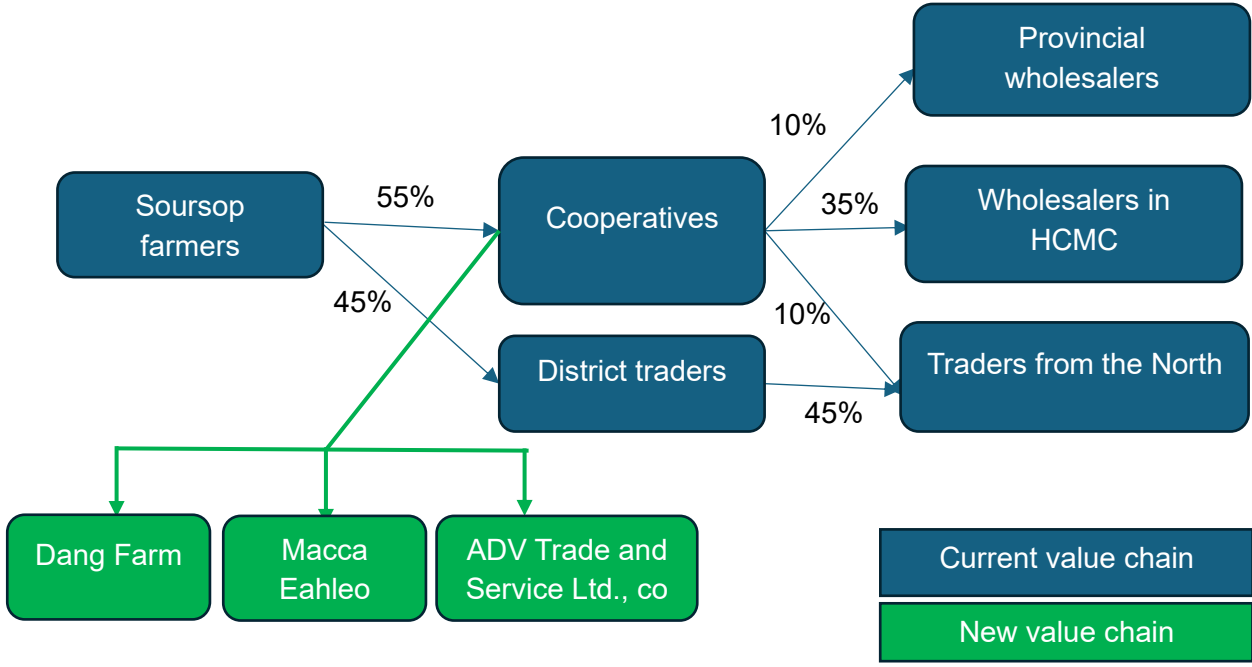 Provincial
wholesalers
10%
Soursop
farmers
55%
Cooperatives
35%
Wholesalers in
HCMC
45%
10%
District traders
Traders from the North
45%
Dang Farm
Macca
Eahleo
ADV Trade and
Service Ltd., co
Current value chain
New value chain